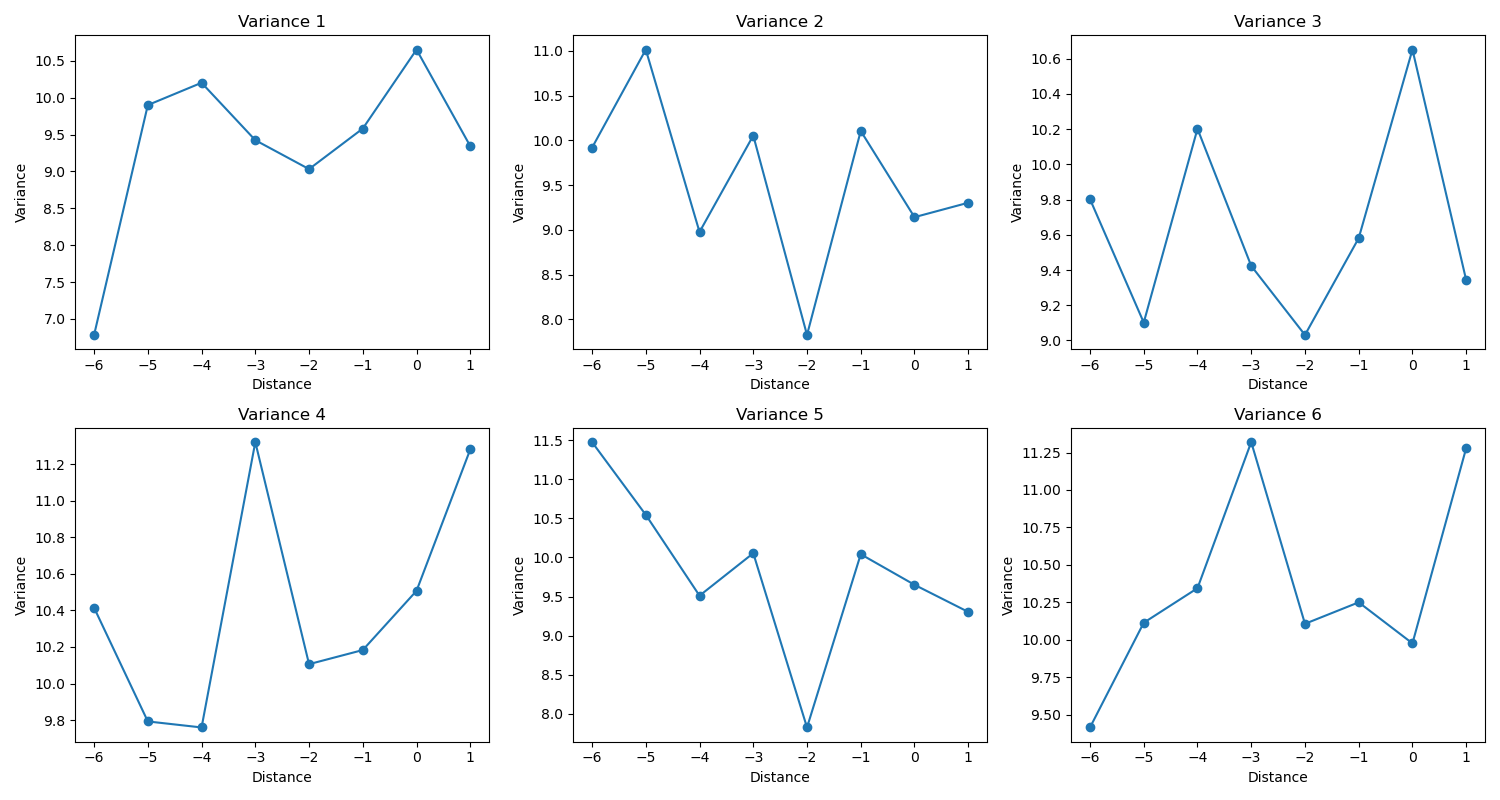 Variance 1
Variance
10.5
10.0
9.5
9.0
8.5
8.0
7.5
7.0
−6 −5 −4 −3 −2 −1 0 1
Distance
Variance 2
Variance
11.0
10.5
10.0
9.5
9.0
8.5
8.0
−6 −5 −4 −3 −2 −1 0 1
Distance
Variance 3
Variance
10.6
10.4
10.2
10.0
9.8
9.6
9.4
9.2
9.0
−6 −5 −4 −3 −2 −1 0 1
Distance
Variance 4
Variance
11.2
11.0
10.8
10.6
10.4
10.2
10.0
9.8
−6 −5 −4 −3 −2 −1 0 1
Distance
Variance 5
Variance
11.5
11.0
10.5
10.0
9.5
9.0
8.5
8.0
−6 −5 −4 −3 −2 −1 0 1
Distance
Variance 6
Variance
11.25
11.00
10.75
10.50
10.25
10.00
9.75
9.50
−6 −5 −4 −3 −2 −1 0 1
Distance